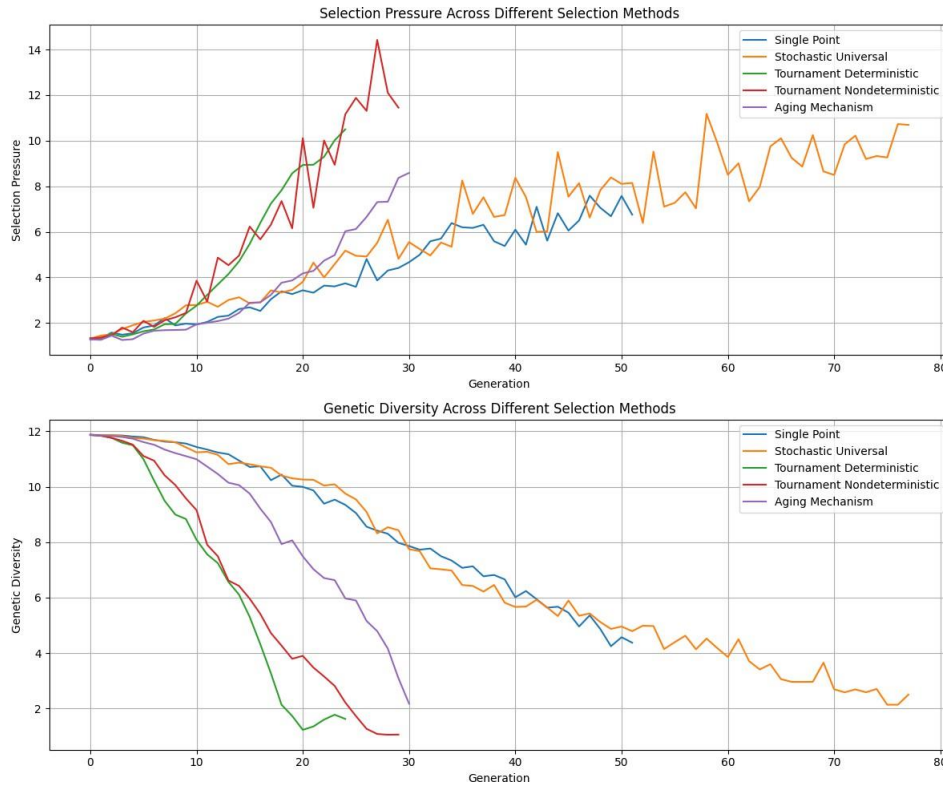 Selection Pressure Across Different Selection Methods
14
12
10
8
6
4
2
Selection Pressure
Single Point
Stochastic Universal
Tournament Deterministic
Tournament Nondeterministic
Aging Mechanism
0 10 20 30 40 50 60 70 80
Generation
Genetic Diversity Across Different Selection Methods
12
10
8
6
4
2
Genetic Diversity
Single Point
Stochastic Universal
Tournament Deterministic
Tournament Nondeterministic
Aging Mechanism
0 10 20 30 40 50 60 70 80
Generation